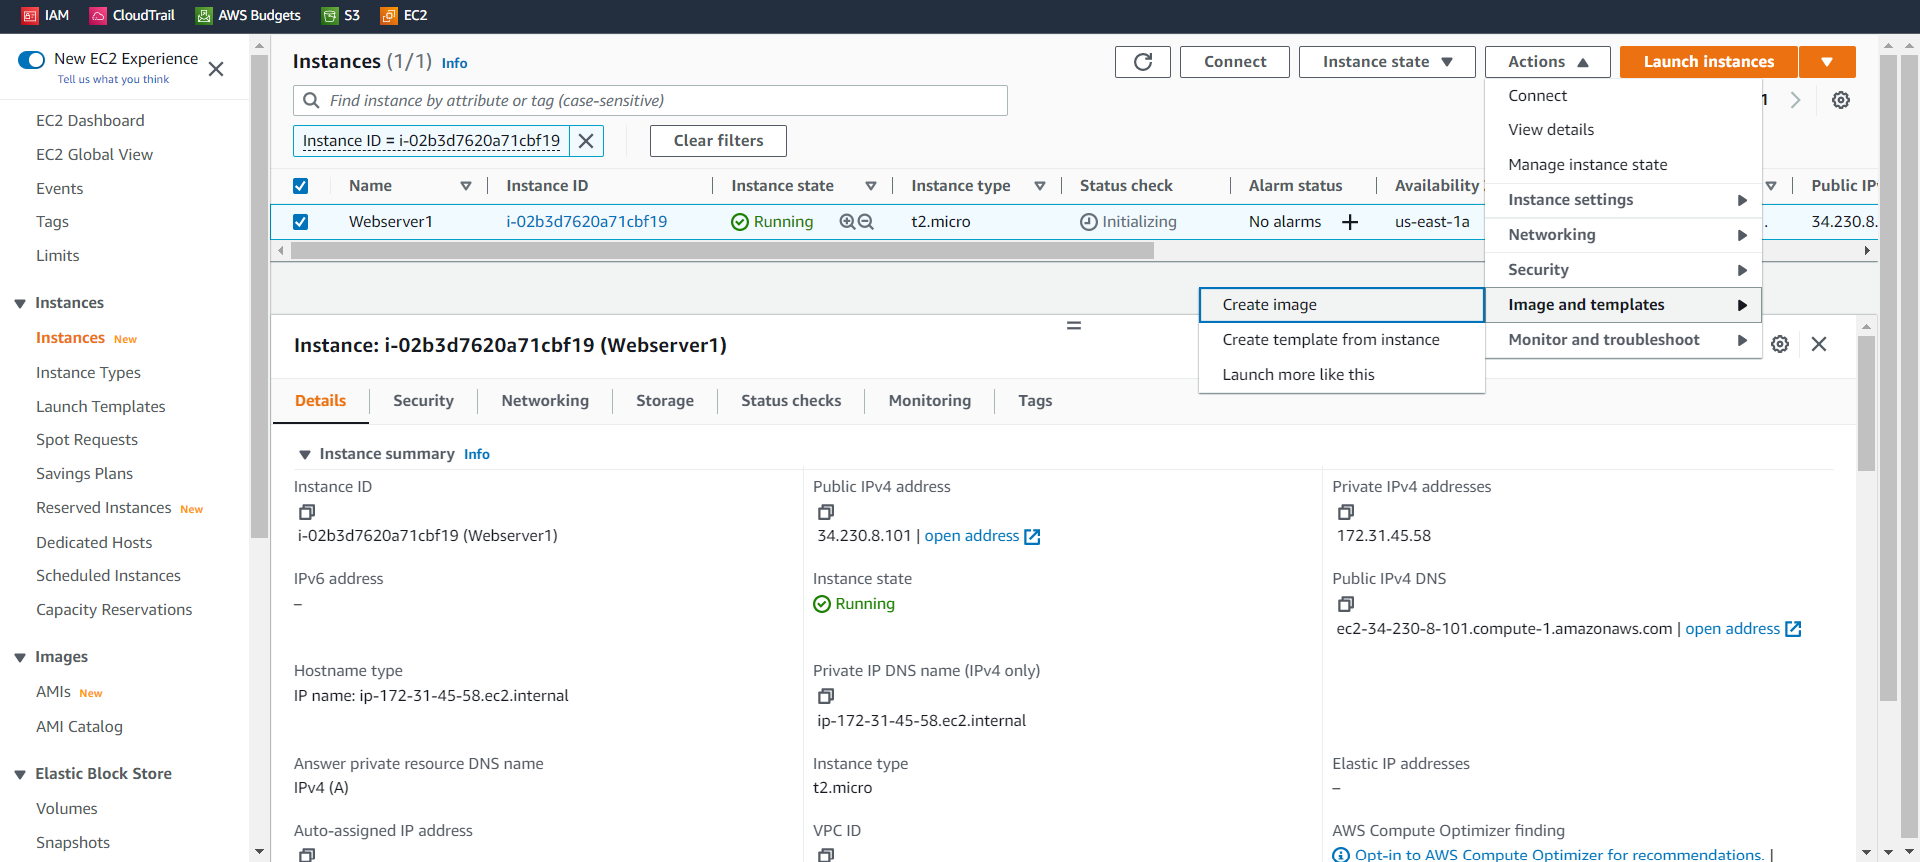 IAM CloudTrail AWS Budgets S3 EC2
New EC2 Experience
Tell us what you think
EC2 Dashboard
EC2 Global View
Events
Tags
Limits
Instances
Instances New
Instance Types
Launch Templates
Spot Requests
Savings Plans
Reserved Instances New
Dedicated Hosts
Scheduled Instances
Capacity Reservations
Images
AMIs New
AMI Catalog
Elastic Block Store
Volumes
Snapshots
Instances (1/1) Info
Connect
Instance state
Actions
Launch instances
Find instance by attribute or tag (case-sensitive)
1
Instance ID = i-02b3d7620a71cbf19
Clear filters
Name Instance ID Instance state Instance type Status check Alarm status Availability Public IP
Webserver1 i-02b3d7620a71cbf19 Running t2.micro Initializing No alarms us-east-1a 34.230.8.
Connect
View details
Manage instance state
Instance settings
Networking
Security
Image and templates
Monitor and troubleshoot
Create image
Create template from instance
Launch more like this
Instance: i-02b3d7620a71cbf19 (Webserver1)
Details Security Networking Storage Status checks Monitoring Tags
Instance summary Info
Instance ID
i-02b3d7620a71cbf19 (Webserver1)
Public IPv4 address
34.230.8.101 | open address
Private IPv4 addresses
172.31.45.58
IPv6 address
–
Instance state
Running
Public IPv4 DNS
ec2-34-230-8-101.compute-1.amazonaws.com | open address
Hostname type
IP name: ip-172-31-45-58.ec2.internal
Private IP DNS name (IPv4 only)
ip-172-31-45-58.ec2.internal
Answer private resource DNS name
IPv4 (A)
Instance type
t2.micro
Elastic IP addresses
–
Auto-assigned IP address
VPC ID
AWS Compute Optimizer finding
Opt-in to AWS Compute Optimizer for recommendations. |